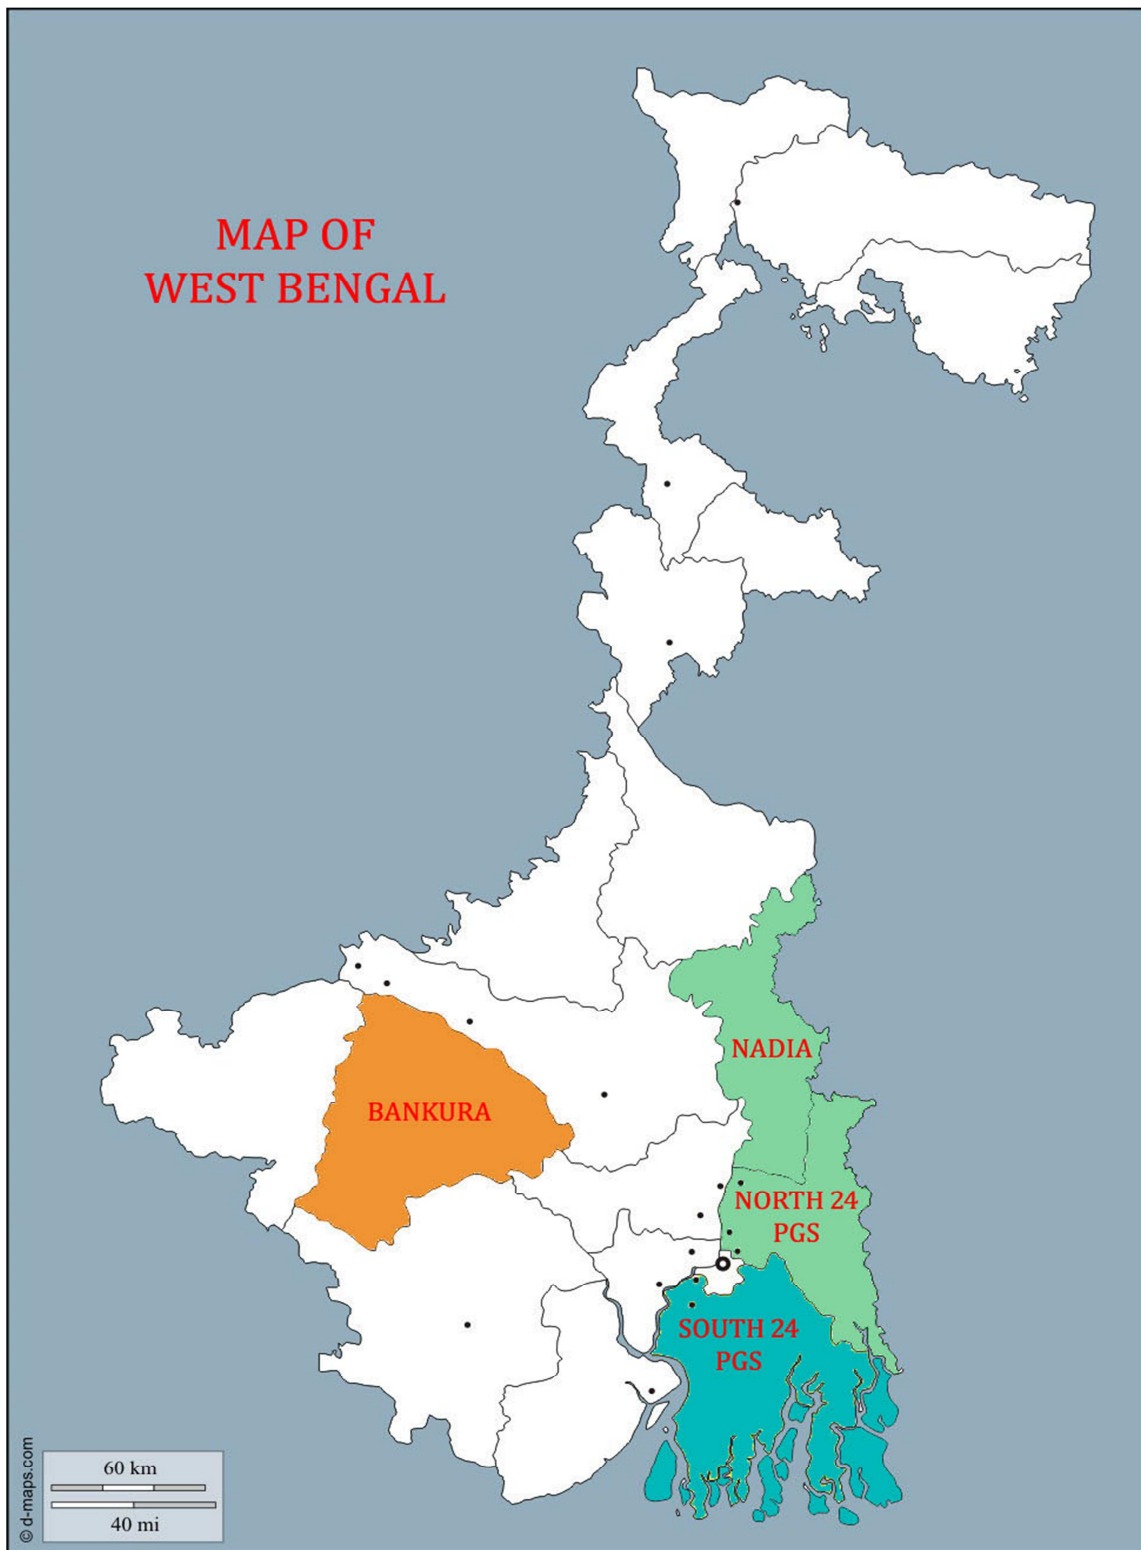 MAP OF
WEST BENGAL
NADIA
BANKURA
NORTH 24
PGS
SOUTH 24
PGS
60 km
40 mi
© d-maps.com